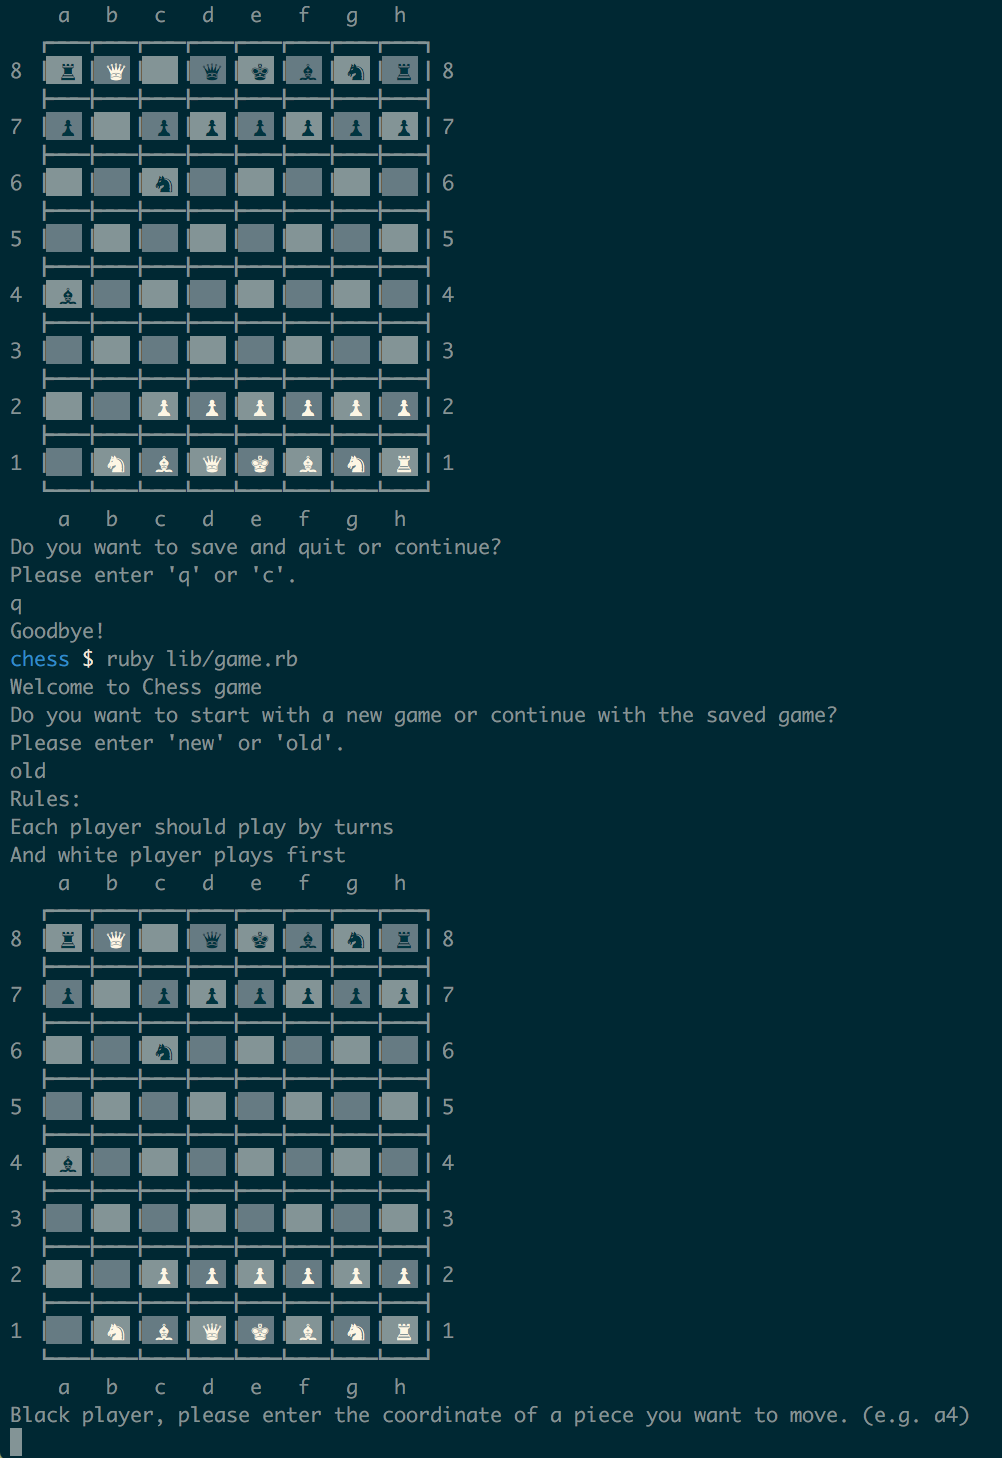 a b c d e f g h
8 ♜ ♛ ♛ ♚ ♝ ♞ ♜ 8
7 ♟ ♟ ♟ ♟ ♟ ♟ ♟ 7
6 ♞ 6
5 5
4 ♝ 4
3 3
2 ♟ ♟ ♟ ♟ ♟ ♟ 2
1 ♞ ♝ ♛ ♚ ♝ ♞ ♜ 1
a b c d e f g h
Do you want to save and quit or continue?
Please enter 'q' or 'c'.
q
Goodbye!
chess $ ruby lib/game.rb
Welcome to Chess game
Do you want to start with a new game or continue with the saved game?
Please enter 'new' or 'old'.
old
Rules:
Each player should play by turns
And white player plays first
a b c d e f g h
8 ♜ ♛ ♛ ♚ ♝ ♞ ♜ 8
7 ♟ ♟ ♟ ♟ ♟ ♟ ♟ 7
6 ♞ 6
5 5
4 ♝ 4
3 3
2 ♟ ♟ ♟ ♟ ♟ ♟ 2
1 ♞ ♝ ♛ ♚ ♝ ♞ ♜ 1
a b c d e f g h
Black player, please enter the coordinate of a piece you want to move. (e.g. a4)